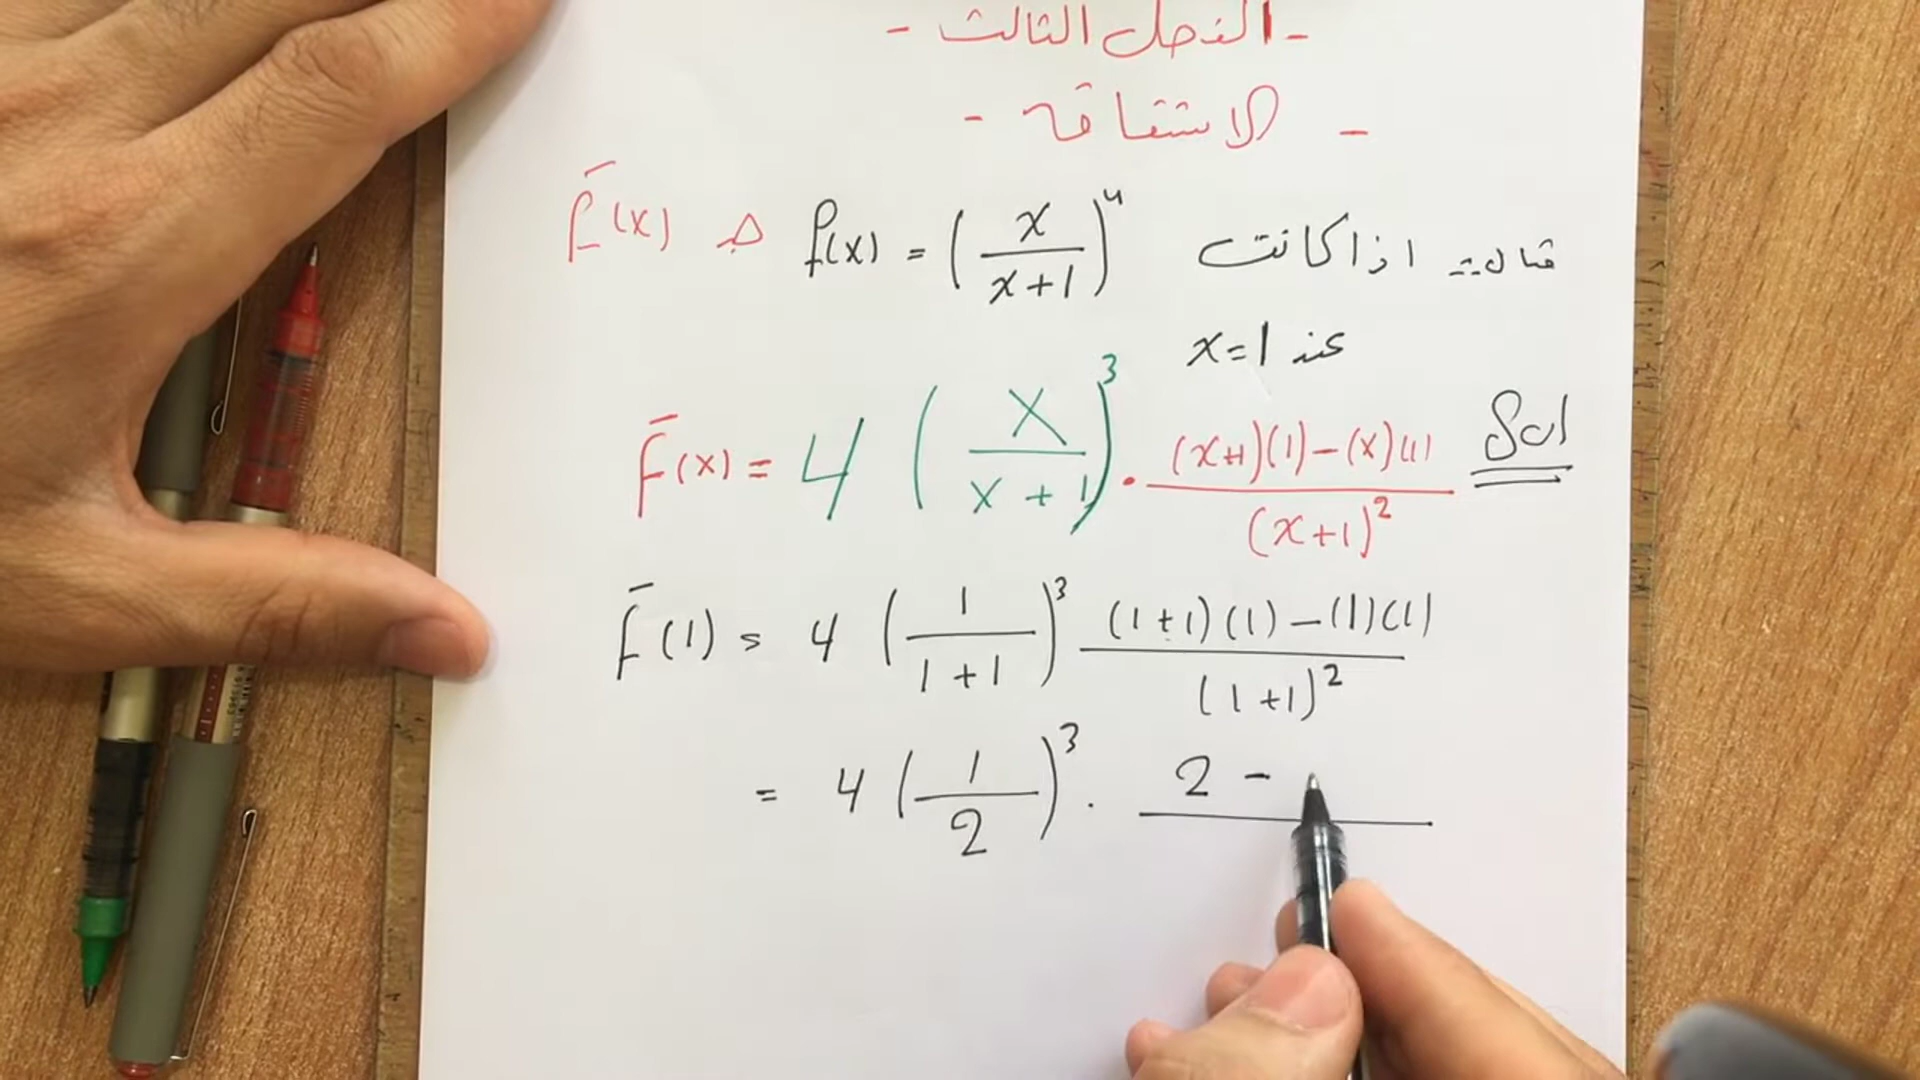 - الفصل الثالث -
- الاشتقاق -
مثال: اذا كانت f(x) = (x/(x+1))^4 جد f̄(x)
عند x=1
Sol
f̄(x) = 4 (x/(x+1))^3 · ((x+1)(1)-(x)(1))/(x+1)^2
f̄(1) = 4 (1/(1+1))^3 ((1+1)(1)-(1)(1))/(1+1)^2
= 4 (1/2)^3 · 2 -